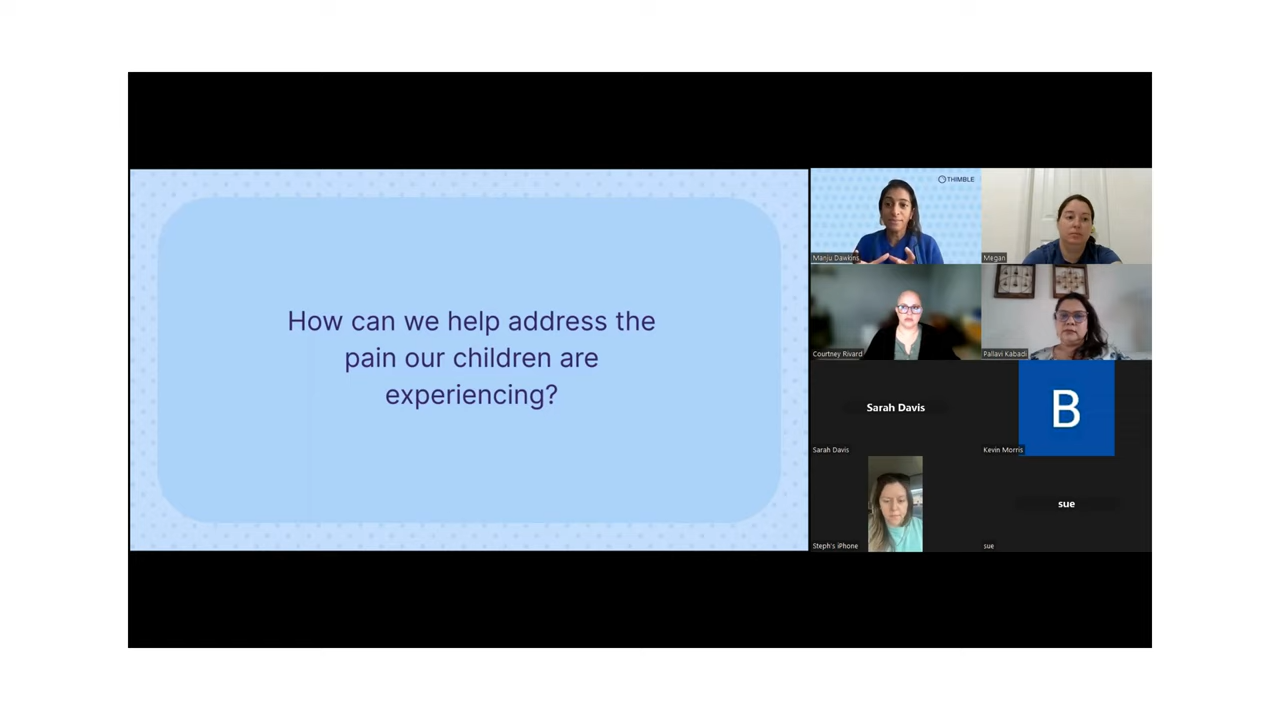 How can we help address the
pain our children are
experiencing?
THIMBLE
Manju Dawkins
Megan
Courtney Rivard
Pallavi Kabadi
Sarah Davis
Sarah Davis
B
Kevin Morris
Steph's iPhone
sue
sue